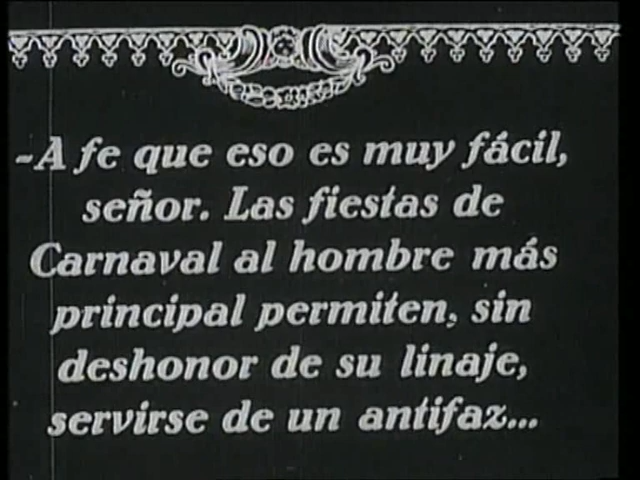 -A fe que eso es muy fácil,
señor. Las fiestas de
Carnaval al hombre más
principal permiten, sin
deshonor de su linaje,
servirse de un antifaz...